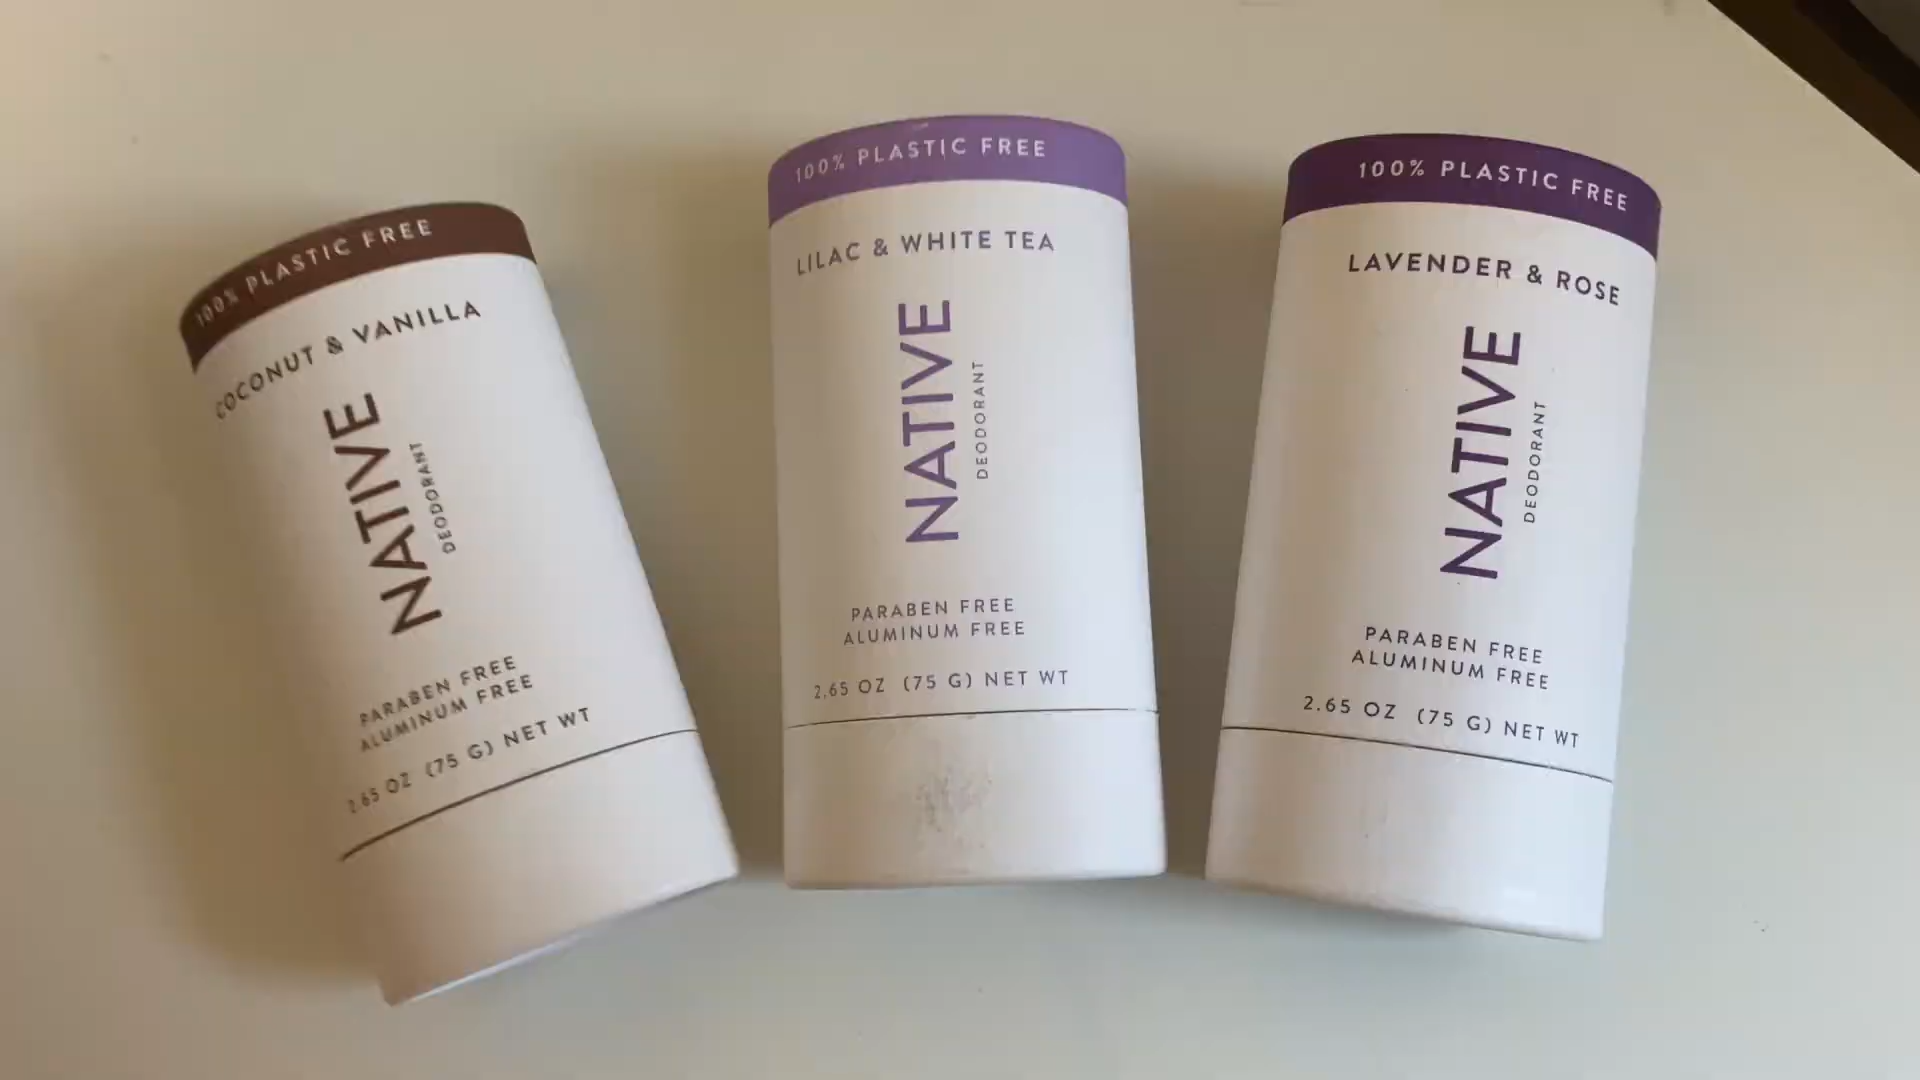 100% PLASTIC FREE
COCONUT & VANILLA
NATIVE
DEODORANT
PARABEN FREE
ALUMINUM FREE
2.65 OZ (75 G) NET WT
100% PLASTIC FREE
LILAC & WHITE TEA
NATIVE
DEODORANT
PARABEN FREE
ALUMINUM FREE
2.65 OZ (75 G) NET WT
100% PLASTIC FREE
LAVENDER & ROSE
NATIVE
DEODORANT
PARABEN FREE
ALUMINUM FREE
2.65 OZ (75 G) NET WT